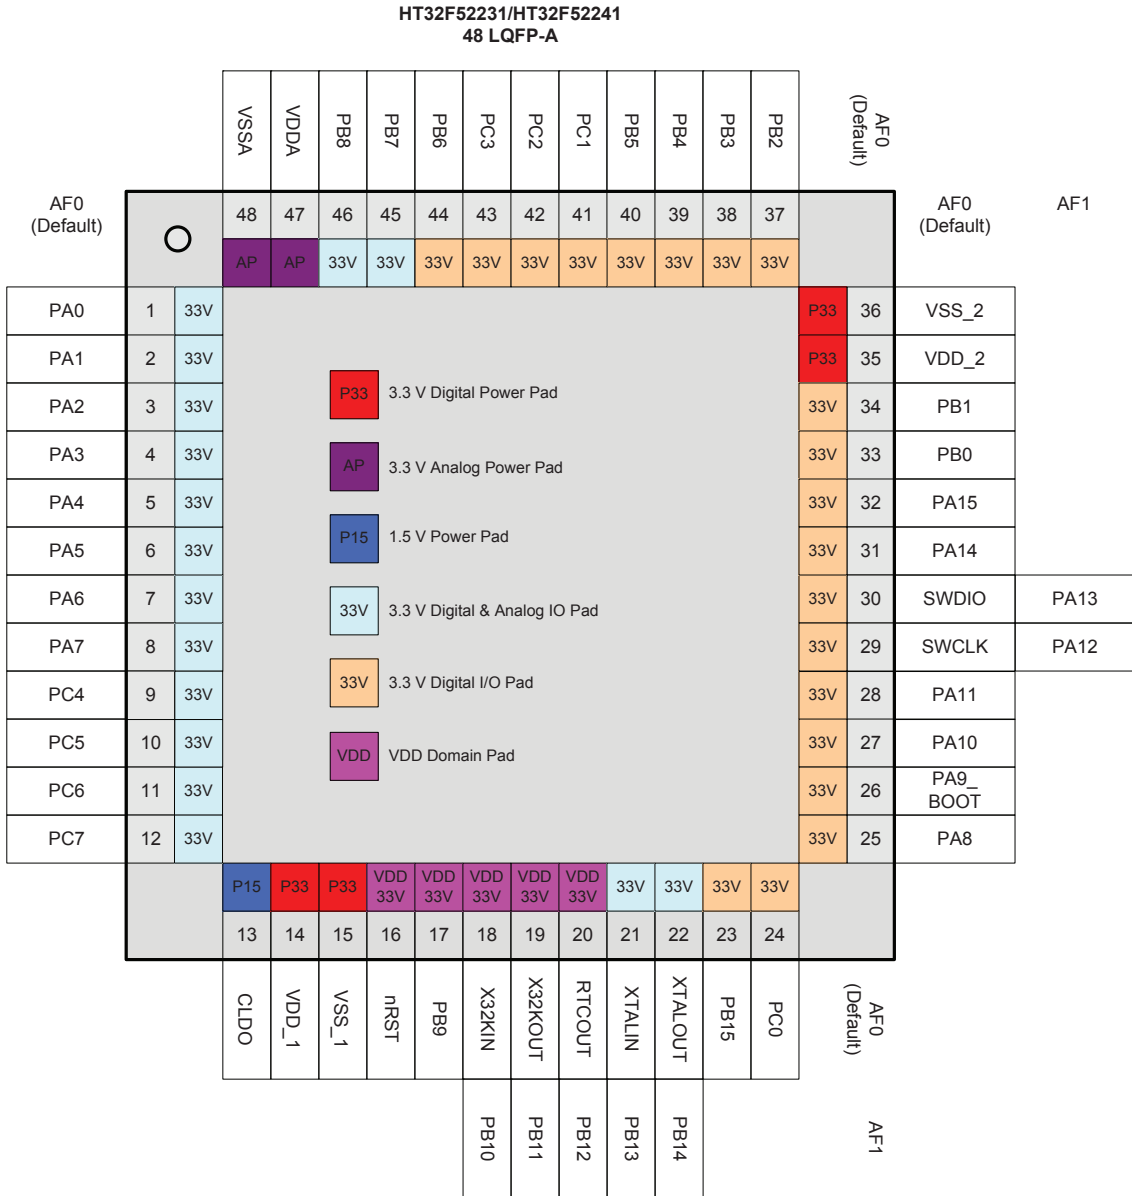 HT32F52231/HT32F52241
48 LQFP-A
VSSA VDDA PB8 PB7 PB6 PC3 PC2 PC1 PB5 PB4 PB3 PB2
AF0
(Default)
AF0
(Default)
48 47 46 45 44 43 42 41 40 39 38 37
AF0
(Default)
AF1
AP AP 33V 33V 33V 33V 33V 33V 33V 33V 33V 33V
PA0 1 33V P33 36 VSS_2
PA1 2 33V P33 35 VDD_2
PA2 3 33V 33V 34 PB1
PA3 4 33V 33V 33 PB0
PA4 5 33V 33V 32 PA15
PA5 6 33V 33V 31 PA14
PA6 7 33V 33V 30 SWDIO PA13
PA7 8 33V 33V 29 SWCLK PA12
PC4 9 33V 33V 28 PA11
PC5 10 33V 33V 27 PA10
PC6 11 33V 33V 26 PA9_
BOOT
PC7 12 33V 33V 25 PA8
P33 3.3 V Digital Power Pad
AP 3.3 V Analog Power Pad
P15 1.5 V Power Pad
33V 3.3 V Digital & Analog IO Pad
33V 3.3 V Digital I/O Pad
VDD VDD Domain Pad
P15 P33 P33 VDD VDD VDD VDD VDD 33V 33V 33V 33V
33V 33V 33V 33V 33V
13 14 15 16 17 18 19 20 21 22 23 24
CLDO VDD_1 VSS_1 nRST PB9 X32KIN X32KOUT RTCOUT XTALIN XTALOUT PB15 PC0
AF0
(Default)
PB10 PB11 PB12 PB13 PB14 AF1